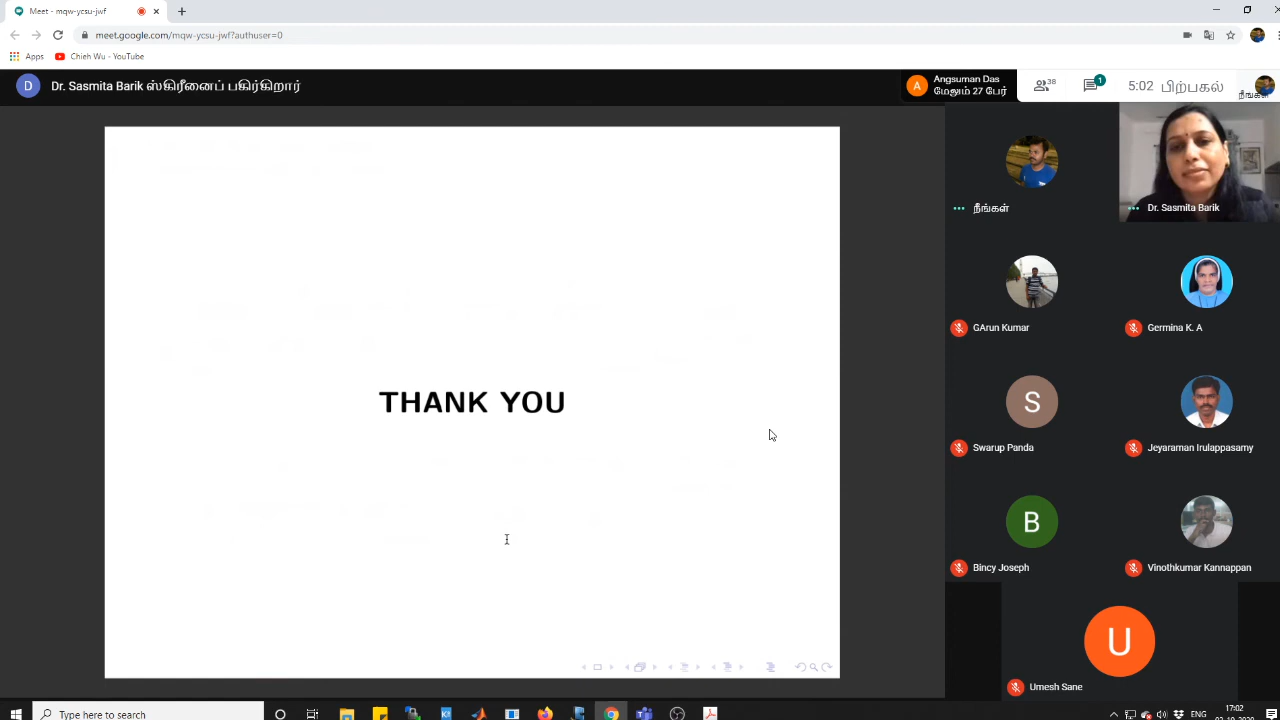 Meet - mqw-ycsu-jwf
meet.google.com/mqw-ycsu-jwf?authuser=0
Apps
Chieh Wu - YouTube
D
Dr. Sasmita Barik ஸ்கிரீனைப் பகிர்கிறார்
A
Angsuman Das
மேலும் 27 பேர்
38
1
5:02 பிற்பகல்
நீங்கள்
நீங்கள்
Dr. Sasmita Barik
GArun Kumar
Germina K. A
THANK YOU
S
Swarup Panda
Jeyaraman Irulappasamy
B
Bincy Joseph
Vinothkumar Kannappan
U
Umesh Sane
Type here to search
ENG
17:02